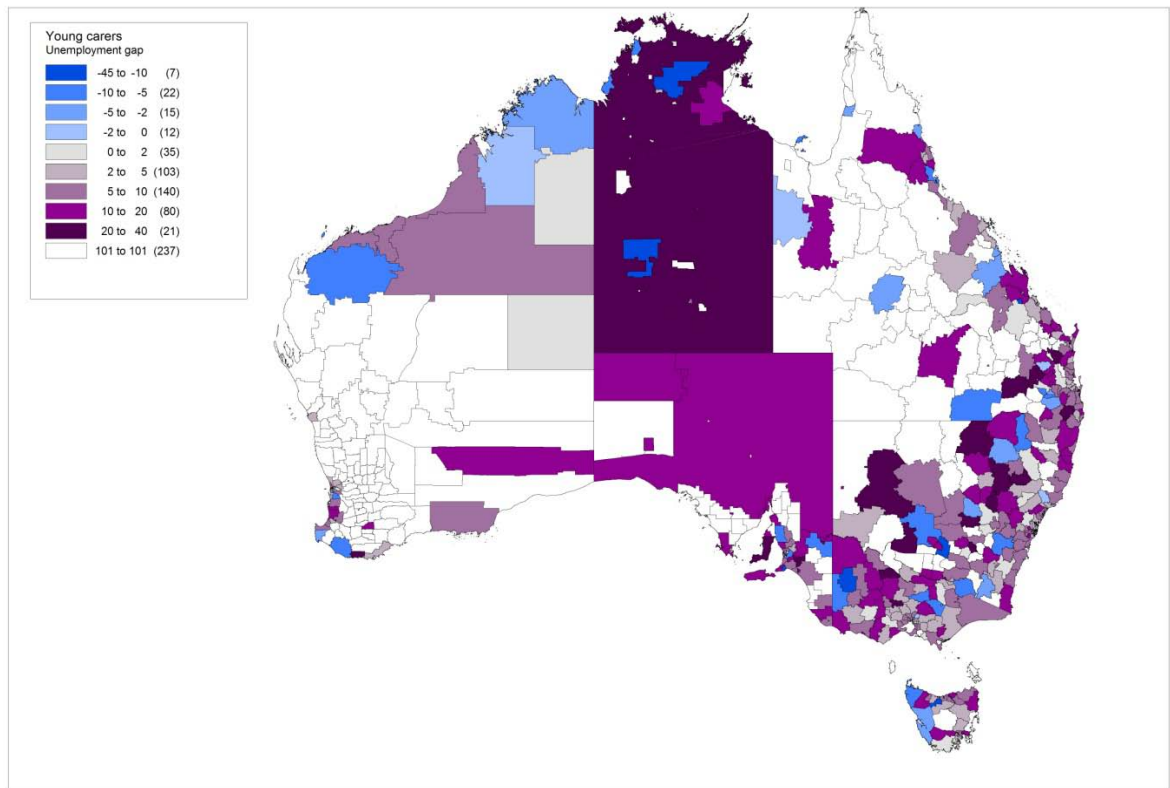 Young carers
Unemployment gap
-45 to -10 (7)
-10 to -5 (22)
-5 to -2 (15)
-2 to 0 (12)
0 to 2 (35)
2 to 5 (103)
5 to 10 (140)
10 to 20 (80)
20 to 40 (21)
101 to 101 (237)